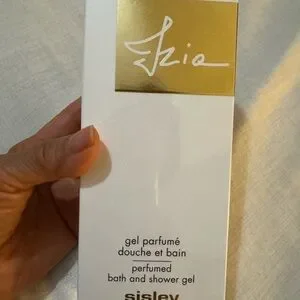 Izia
gel parfumé
douche et bain
perfumed
bath and shower gel
sisley